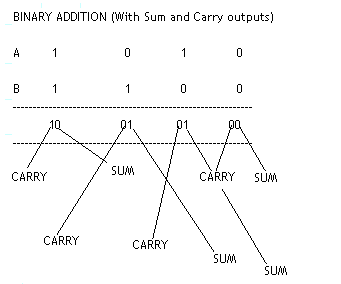 BINARY ADDITION (With Sum and Carry outputs)
A 1 0 1 0
B 1 1 0 0
10 01 01 00
CARRY SUM CARRY SUM
CARRY CARRY SUM SUM